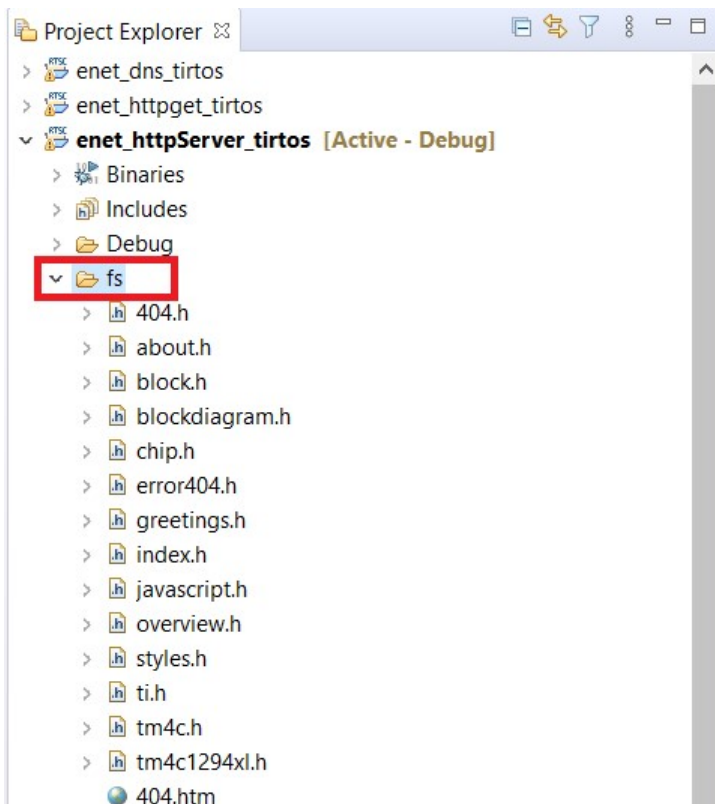 Project Explorer
enet_dns_tirtos
enet_httpget_tirtos
enet_httpServer_tirtos [Active - Debug]
Binaries
Includes
Debug
fs
404.h
about.h
block.h
blockdiagram.h
chip.h
error404.h
greetings.h
index.h
javascript.h
overview.h
styles.h
ti.h
tm4c.h
tm4c1294xl.h
404.htm